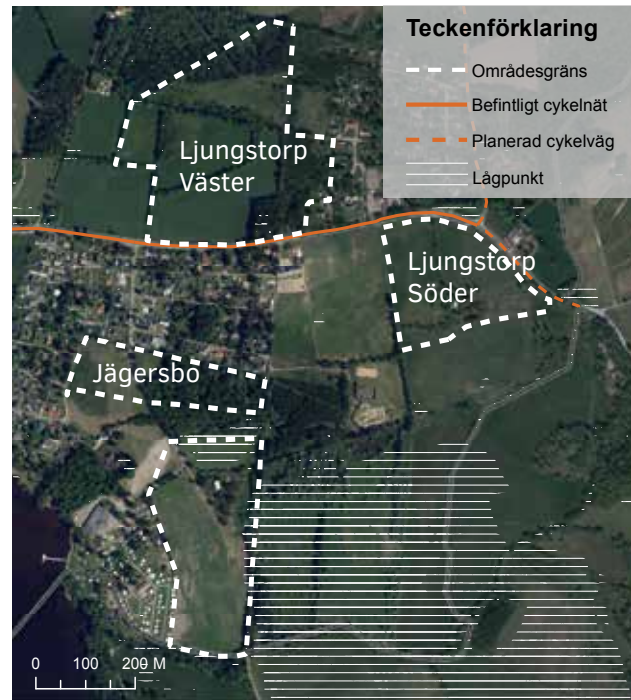 Teckenförklaring
Områdesgräns
Befintligt cykelnät
Planerad cykelväg
Lågpunkt
Ljungstorp
Väster
Ljungstorp
Söder
Jägersbo
0 100 200 M